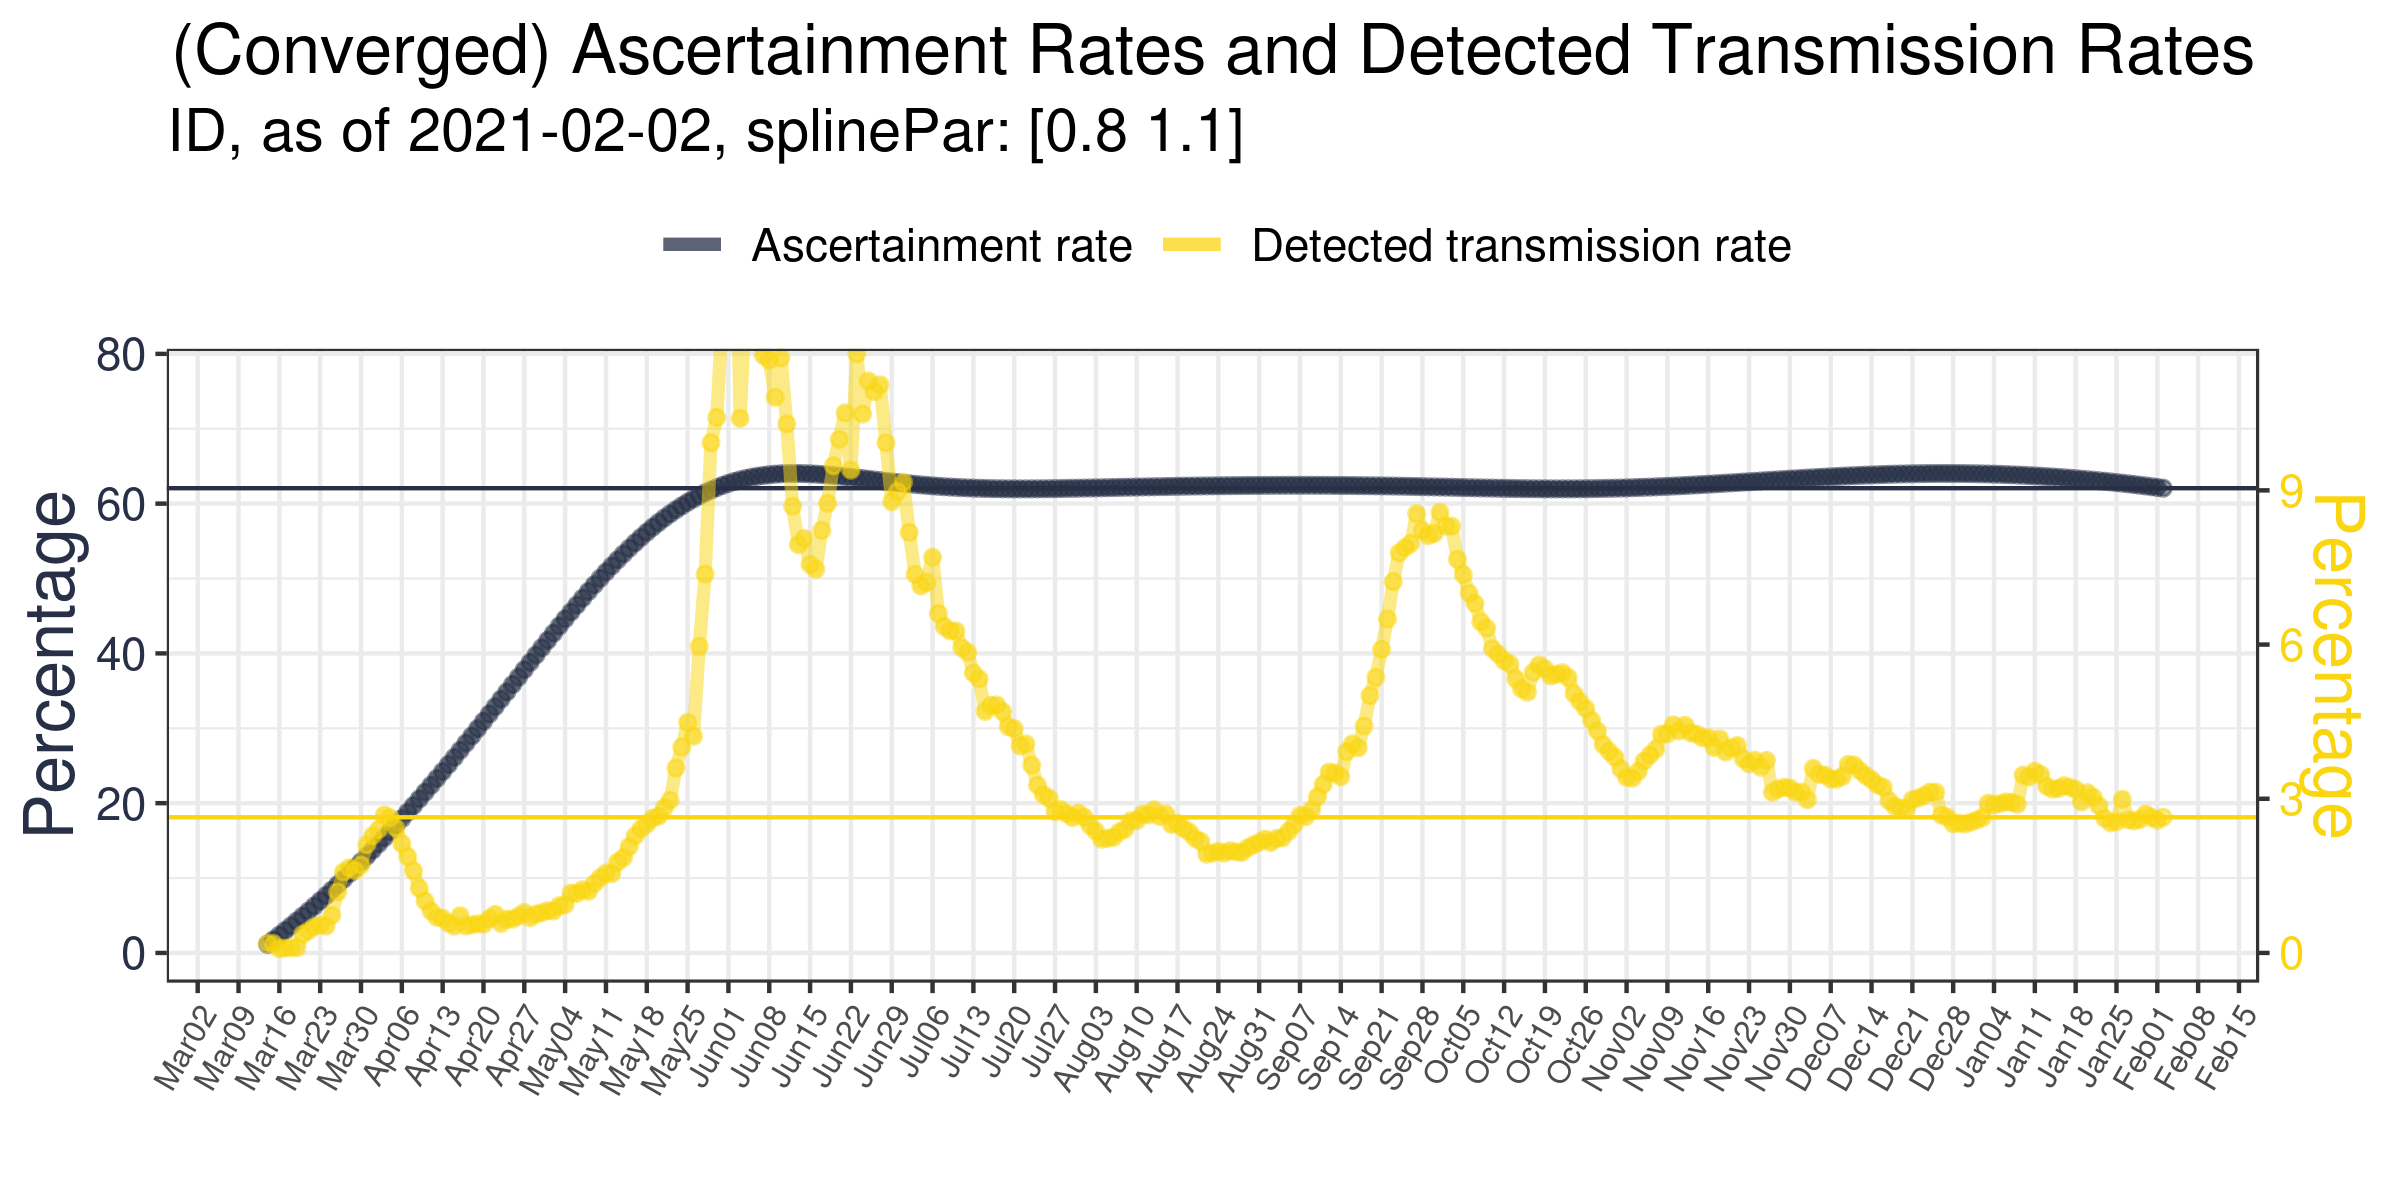 (Converged) Ascertainment Rates and Detected Transmission Rates
ID, as of 2021-02-02, splinePar: [0.8 1.1]
Ascertainment rate Detected transmission rate
Percentage
80
60
40
20
0
9
6
3
0
Percentage
Mar02 Mar09 Mar16 Mar23 Mar30 Apr06 Apr13 Apr20 Apr27 May04 May11 May18 May25 Jun01 Jun08 Jun15 Jun22 Jun29 Jul06 Jul13 Jul20 Jul27 Aug03 Aug10 Aug17 Aug24 Aug31 Sep07 Sep14 Sep21 Sep28 Oct05 Oct12 Oct19 Oct26 Nov02 Nov09 Nov16 Nov23 Nov30 Dec07 Dec14 Dec21 Dec28 Jan04 Jan11 Jan18 Jan25 Feb01 Feb08 Feb15